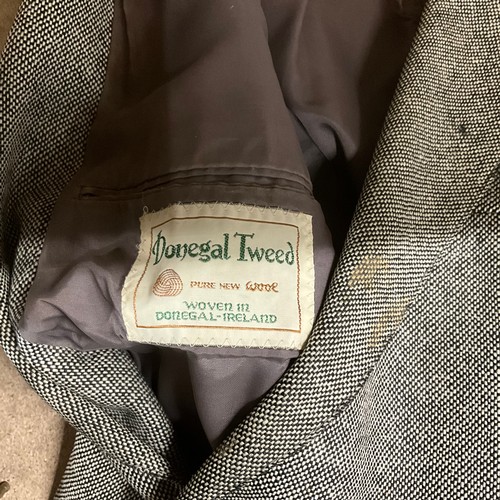 Donegal Tweed
PURE NEW WOOL
WOVEN IN
DONEGAL-IRELAND